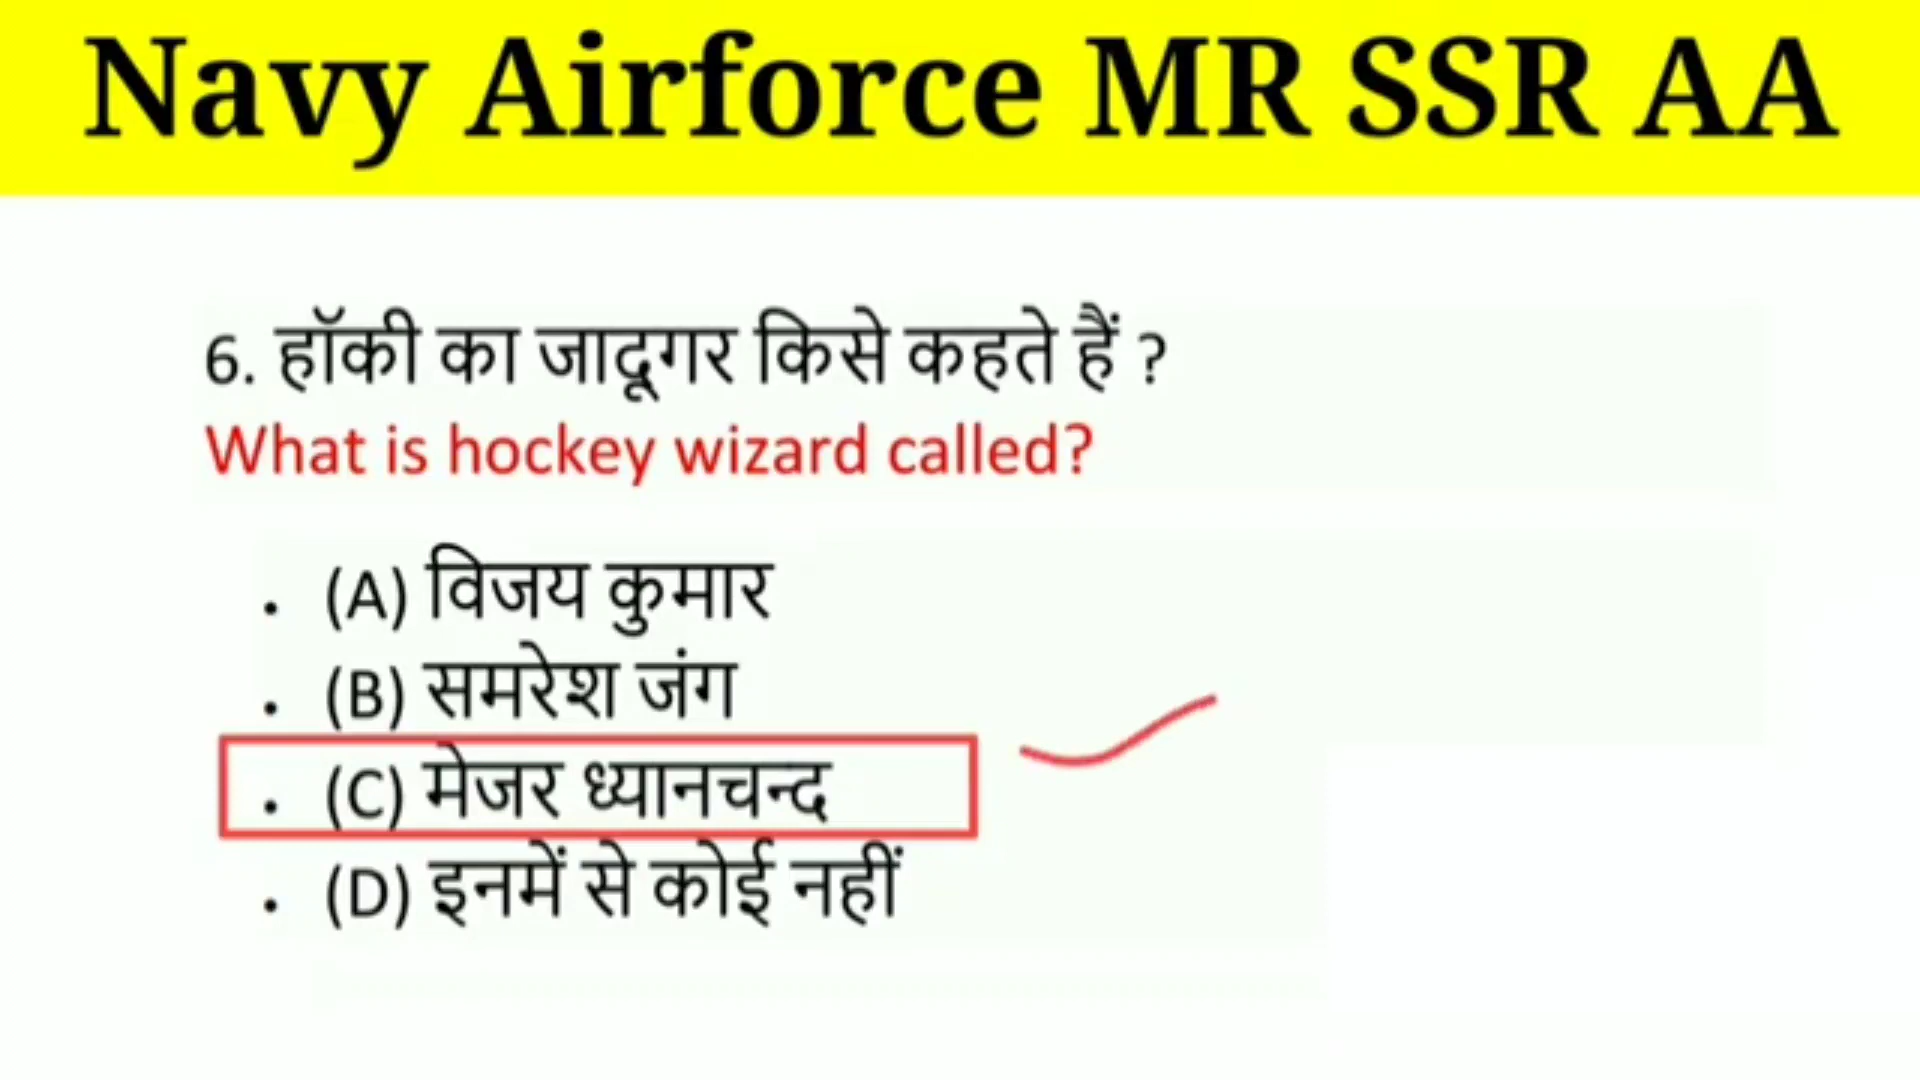 Navy Airforce MR SSR AA
6. हॉकी का जादूगर किसे कहते हैं ?
What is hockey wizard called?
• (A) विजय कुमार
• (B) समरेश जंग
• (C) मेजर ध्यानचन्द
• (D) इनमें से कोई नहीं